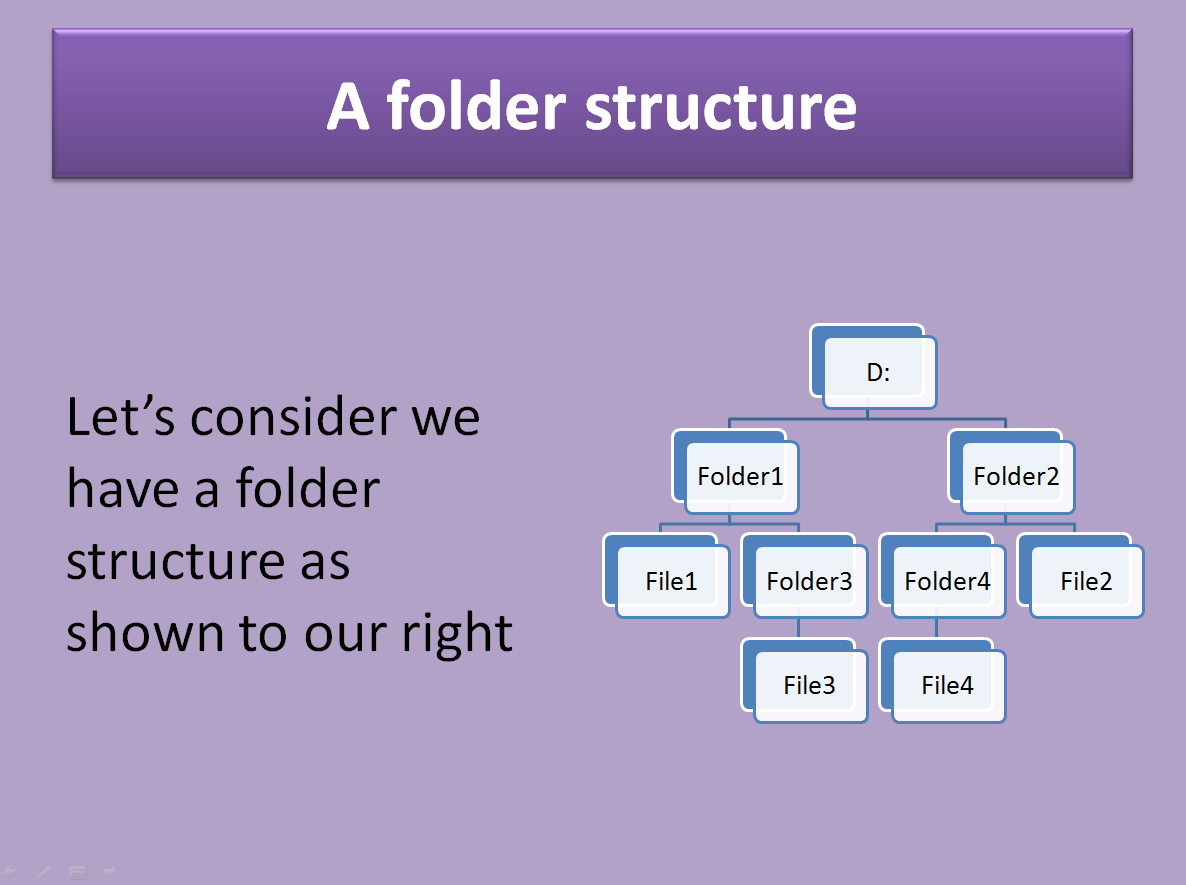 A folder structure
Let’s consider we
have a folder
structure as
shown to our right
D:
Folder1
Folder2
File1
Folder3
Folder4
File2
File3
File4